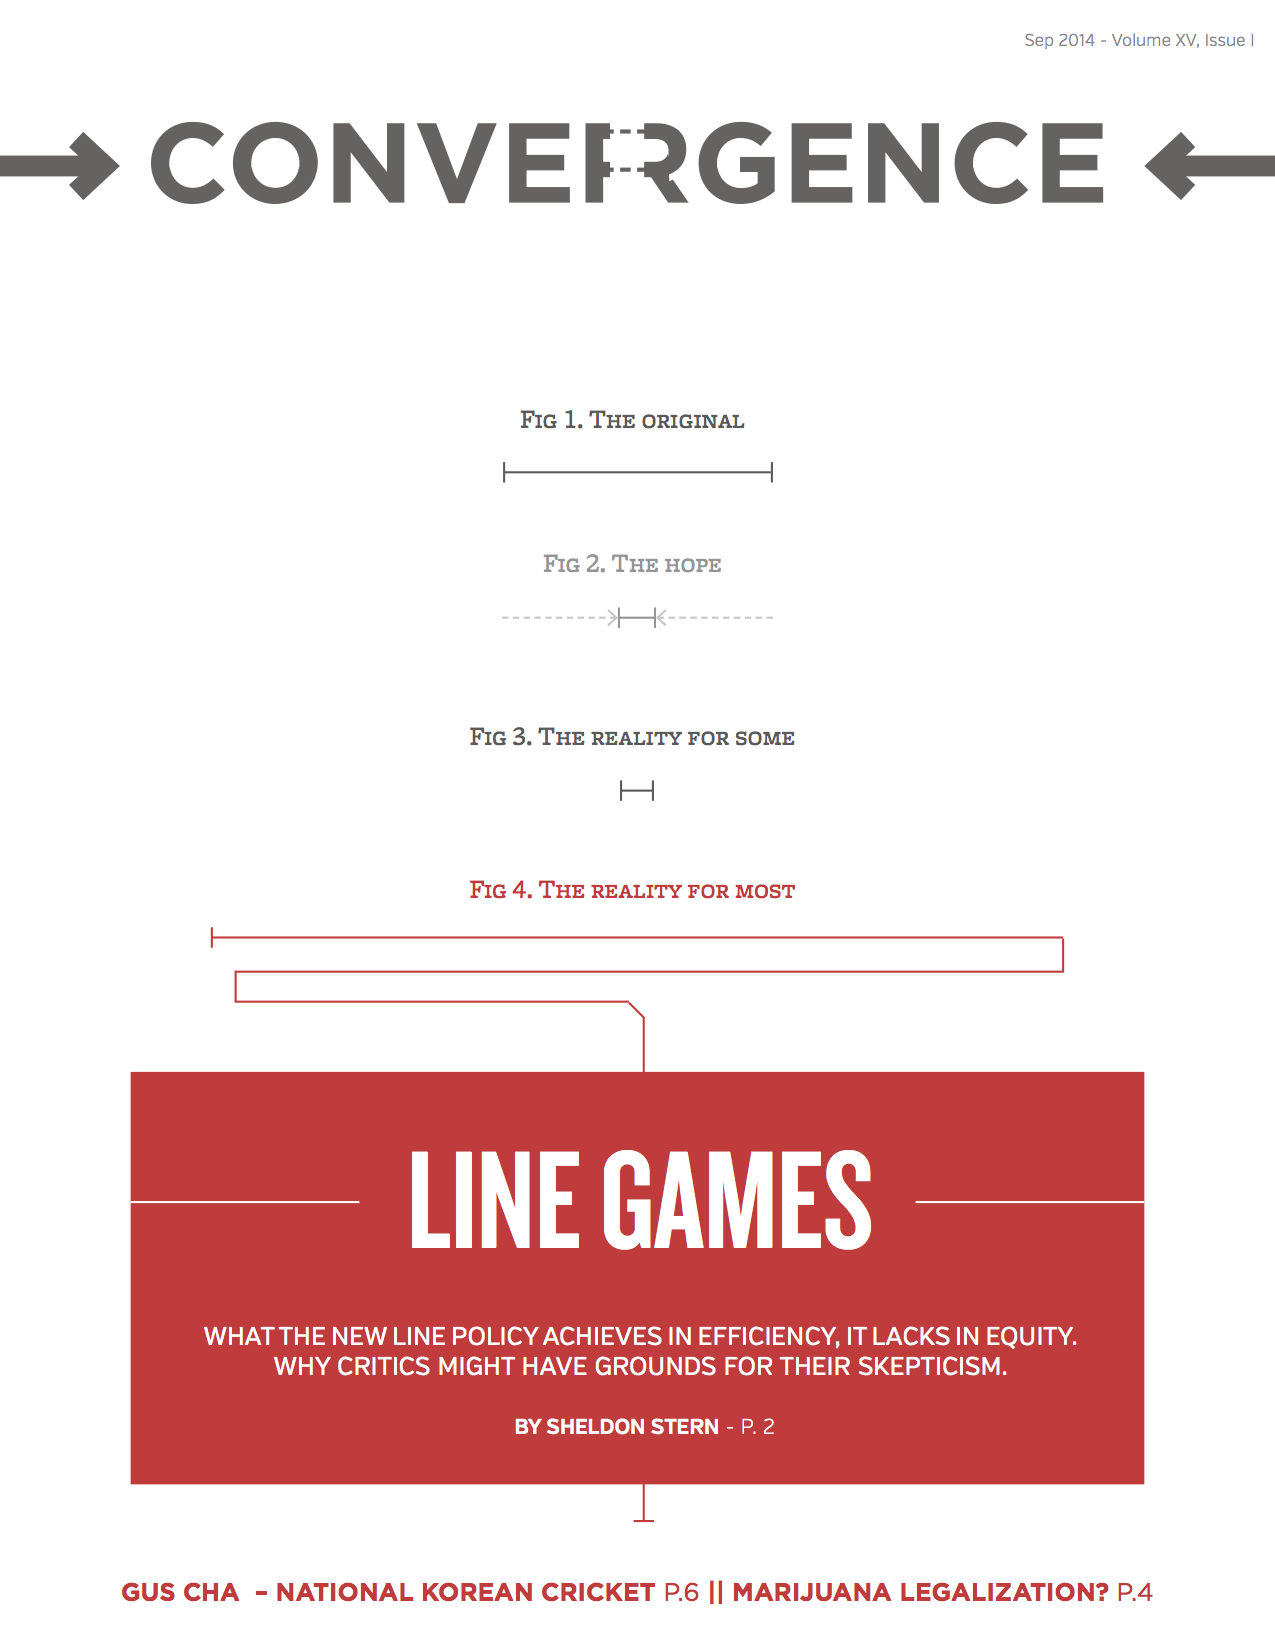 Sep 2014 - Volume XV, Issue I
CONVERGENCE
Fig 1. The original
Fig 2. The hope
Fig 3. The reality for some
Fig 4. The reality for most
LINE GAMES
WHAT THE NEW LINE POLICY ACHIEVES IN EFFICIENCY, IT LACKS IN EQUITY.
WHY CRITICS MIGHT HAVE GROUNDS FOR THEIR SKEPTICISM.
BY SHELDON STERN - P. 2
GUS CHA – NATIONAL KOREAN CRICKET P.6 || MARIJUANA LEGALIZATION? P.4